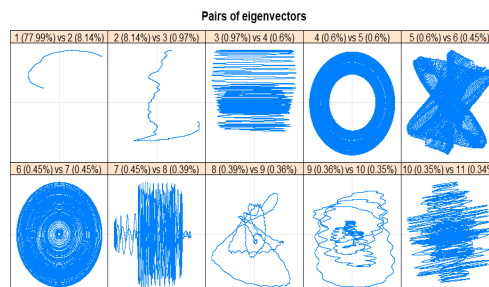 Pairs of eigenvectors
1 (77.99%) vs 2 (8.14%)
2 (8.14%) vs 3 (0.97%)
3 (0.97%) vs 4 (0.6%)
4 (0.6%) vs 5 (0.6%)
5 (0.6%) vs 6 (0.45%)
6 (0.45%) vs 7 (0.45%)
7 (0.45%) vs 8 (0.39%)
8 (0.39%) vs 9 (0.36%)
9 (0.36%) vs 10 (0.35%)
10 (0.35%) vs 11 (0.34%